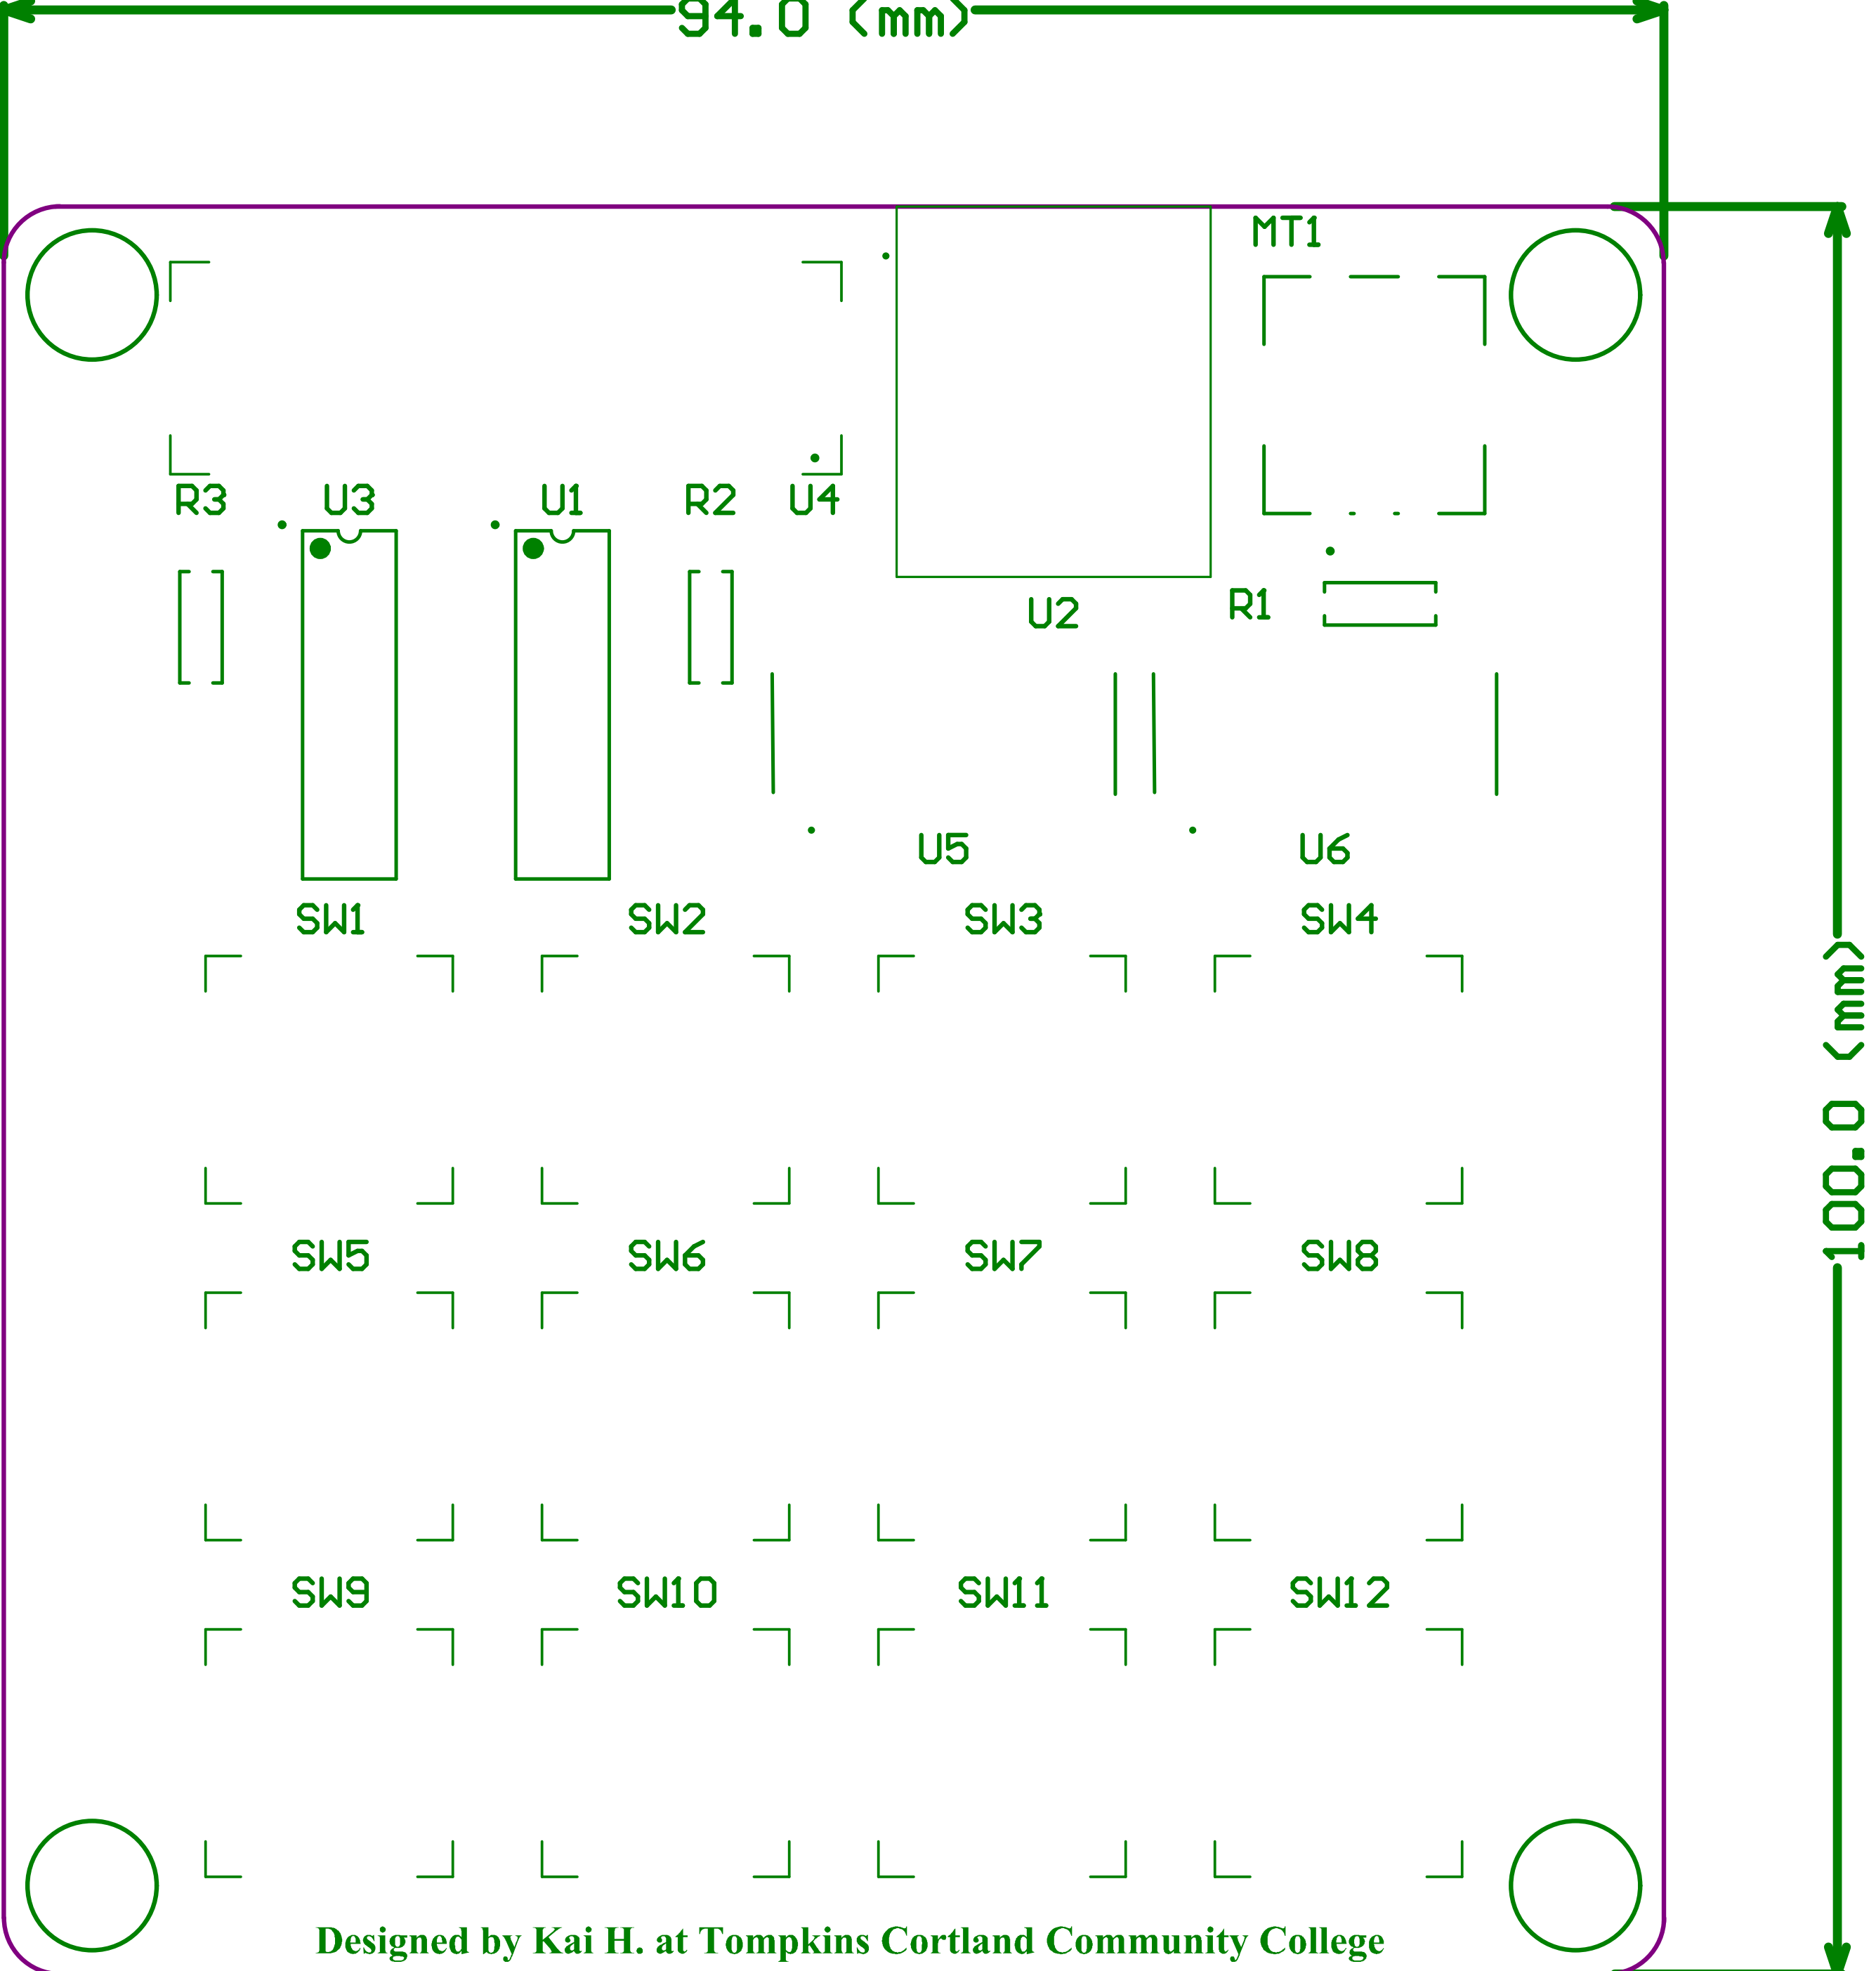 94.0 (mm)
MT1
R3 U3 U1 R2 U4
U2
R1
U5 U6
SW1 SW2 SW3 SW4
100.0 (mm)
SW5 SW6 SW7 SW8
SW9 SW10 SW11 SW12
Designed by Kai H. at Tompkins Cortland Community College